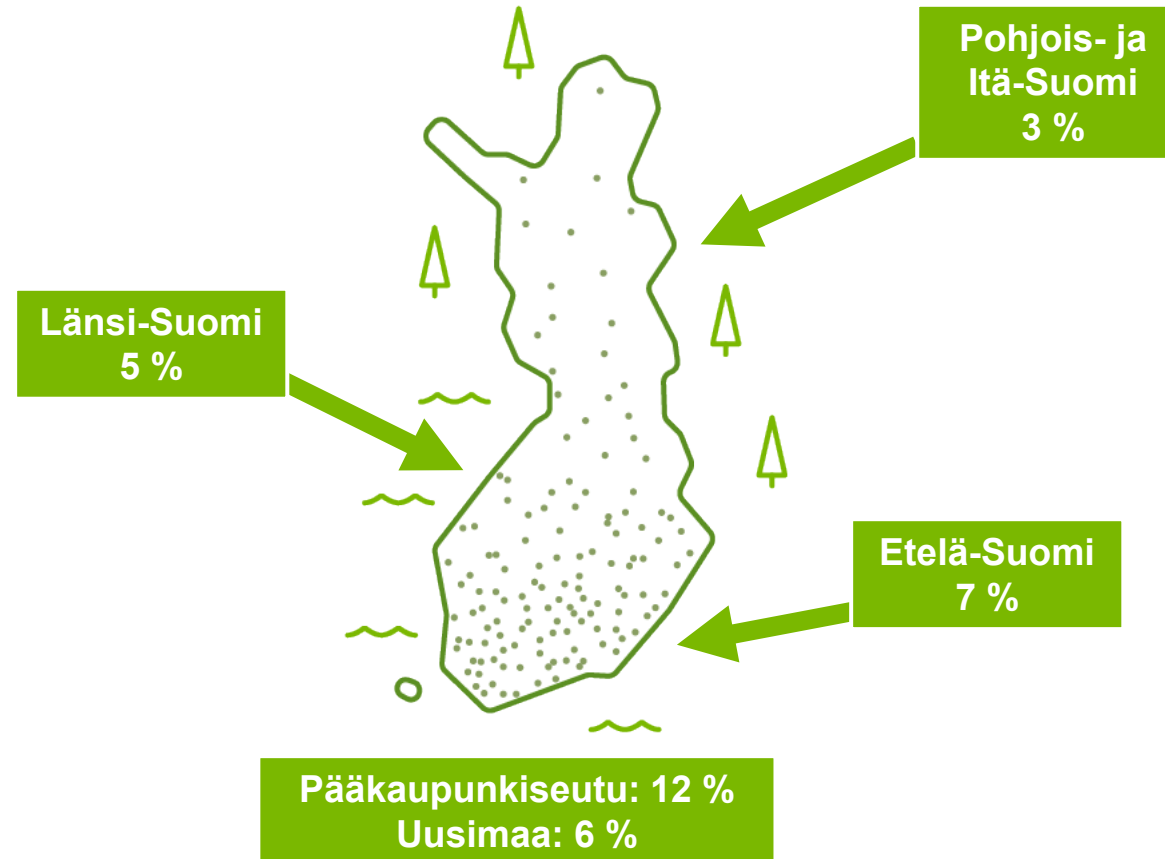 Pohjois- ja
Itä-Suomi
3 %
Länsi-Suomi
5 %
Etelä-Suomi
7 %
Pääkaupunkiseutu: 12 %
Uusimaa: 6 %